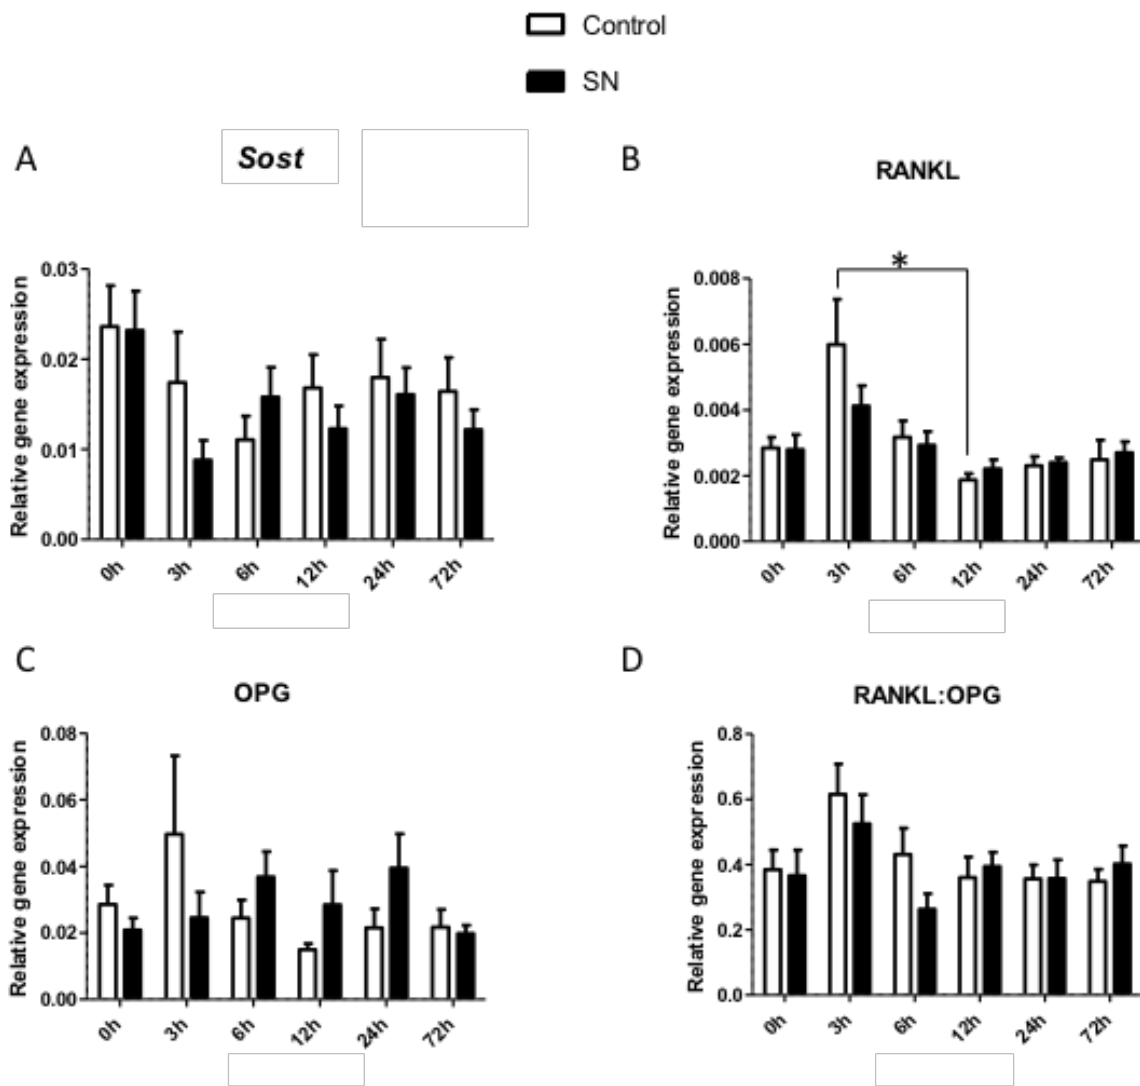 Control
SN
A
Sost
B
RANKL
Relative gene expression
0.03
0.02
0.01
0.00
0h
3h
6h
12h
24h
72h
Relative gene expression
0.008
0.006
0.004
0.002
0.000
*
0h
3h
6h
12h
24h
72h
C
OPG
D
RANKL:OPG
Relative gene expression
0.08
0.06
0.04
0.02
0.00
0h
3h
6h
12h
24h
72h
Relative gene expression
0.8
0.6
0.4
0.2
0.0
0h
3h
6h
12h
24h
72h